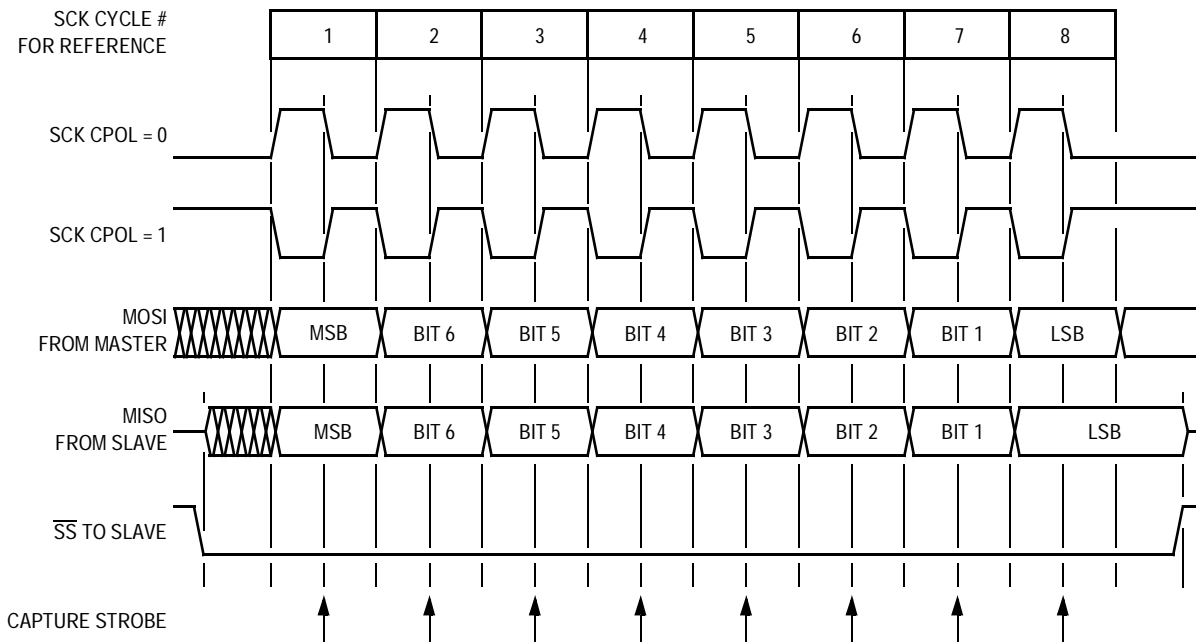 SCK CYCLE #
FOR REFERENCE
1 2 3 4 5 6 7 8
SCK CPOL = 0
SCK CPOL = 1
MOSI
FROM MASTER
MSB BIT 6 BIT 5 BIT 4 BIT 3 BIT 2 BIT 1 LSB
MISO
FROM SLAVE
MSB BIT 6 BIT 5 BIT 4 BIT 3 BIT 2 BIT 1 LSB
S̅S̅ TO SLAVE
CAPTURE STROBE